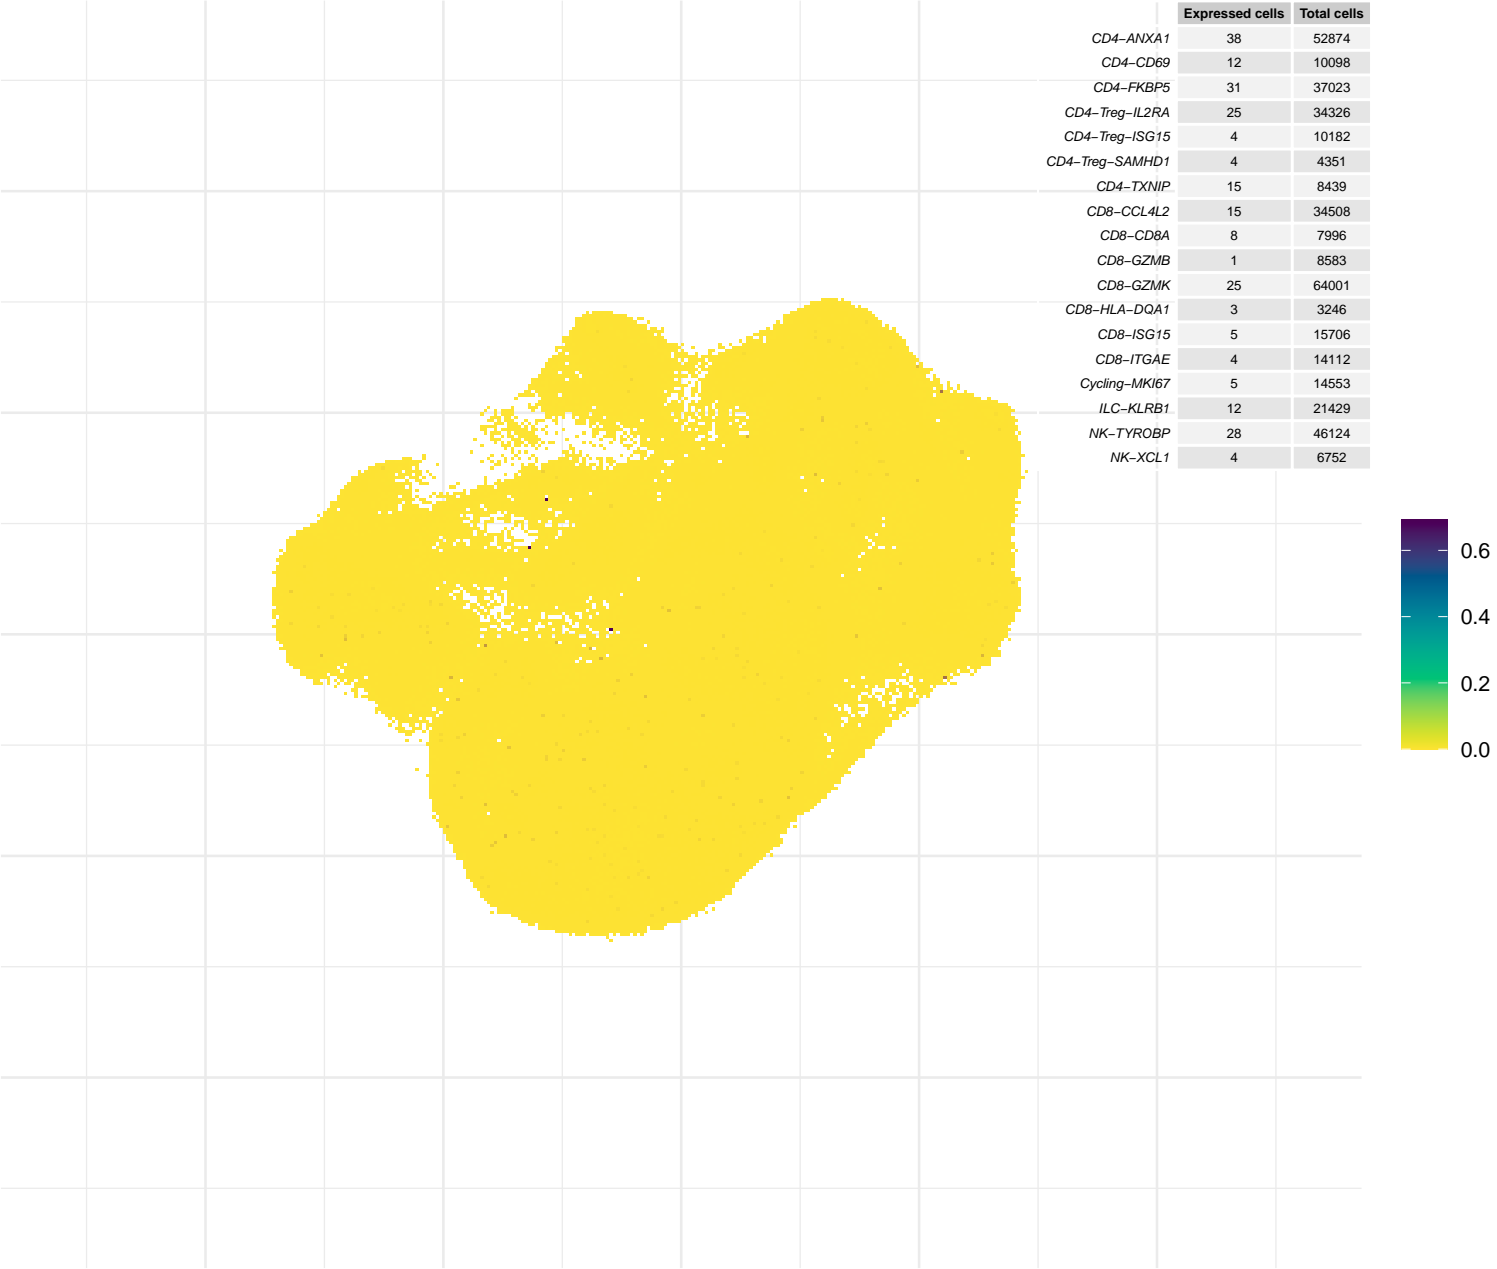 Expressed cells Total cells
CD4−ANXA1 38 52874
CD4−CD69 12 10098
CD4−FKBP5 31 37023
CD4−Treg−IL2RA 25 34326
CD4−Treg−ISG15 4 10182
CD4−Treg−SAMHD1 4 4351
CD4−TXNIP 15 8439
CD8−CCL4L2 15 34508
CD8−CD8A 8 7996
CD8−GZMB 1 8583
CD8−GZMK 25 64001
CD8−HLA−DQA1 3 3246
CD8−ISG15 5 15706
CD8−ITGAE 4 14112
Cycling−MKI67 5 14553
ILC−KLRB1 12 21429
NK−TYROBP 28 46124
NK−XCL1 4 6752
0.6
0.4
0.2
0.0